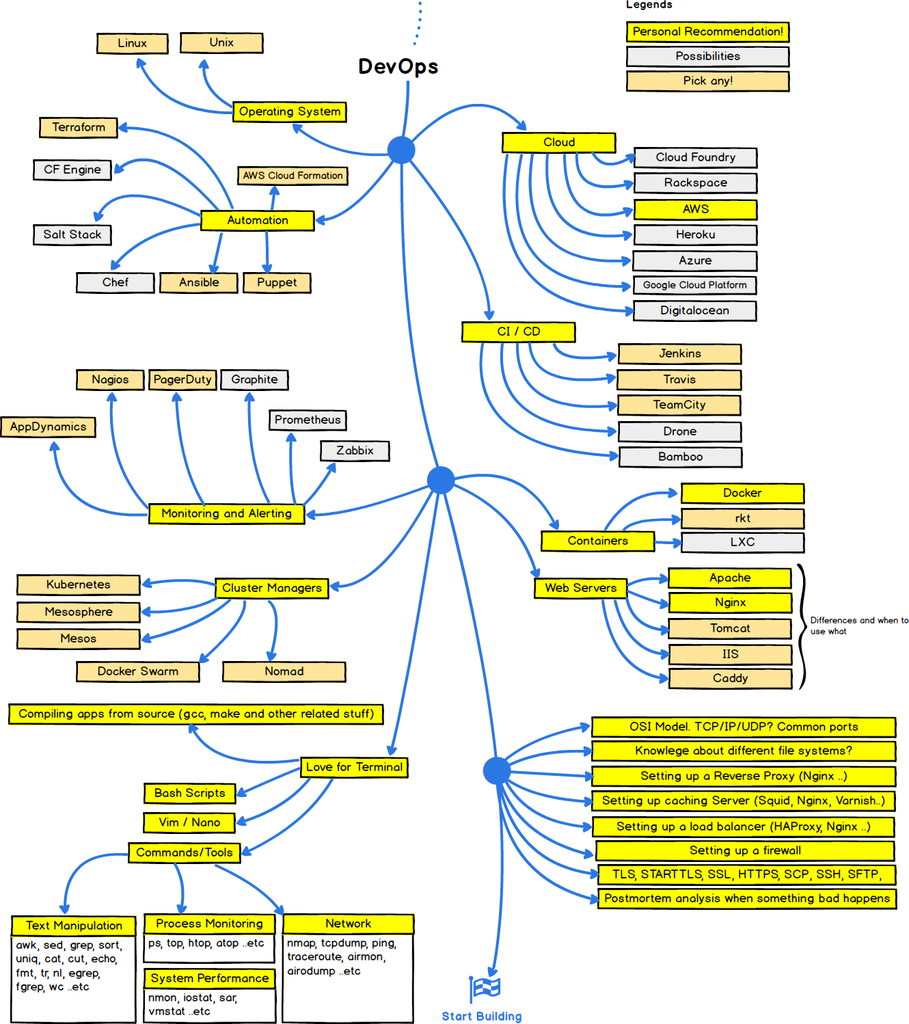 Legends
Personal Recommendation!
Possibilities
Pick any!
DevOps
Linux
Unix
Operating System
Terraform
CF Engine
AWS Cloud Formation
Automation
Salt Stack
Chef
Ansible
Puppet
Cloud
Cloud Foundry
Rackspace
AWS
Heroku
Azure
Google Cloud Platform
Digitalocean
CI / CD
Jenkins
Travis
TeamCity
Drone
Bamboo
Nagios
PagerDuty
Graphite
AppDynamics
Prometheus
Zabbix
Monitoring and Alerting
Containers
Docker
rkt
LXC
Web Servers
Apache
Nginx
Tomcat
IIS
Caddy
Differences and when to
use what
Cluster Managers
Kubernetes
Mesosphere
Mesos
Docker Swarm
Nomad
Compiling apps from source (gcc, make and other related stuff)
Love for Terminal
Bash Scripts
Vim / Nano
Commands/Tools
Text Manipulation
awk, sed, grep, sort,
uniq, cat, cut, echo,
fmt, tr, nl, egrep,
fgrep, wc ..etc
Process Monitoring
ps, top, htop, atop ..etc
System Performance
nmon, iostat, sar,
vmstat ..etc
Network
nmap, tcpdump, ping,
traceroute, airmon,
airodump ..etc
OSI Model. TCP/IP/UDP? Common ports
Knowlege about different file systems?
Setting up a Reverse Proxy (Nginx ..)
Setting up caching Server (Squid, Nginx, Varnish..)
Setting up a load balancer (HAProxy, Nginx ..)
Setting up a firewall
TLS, STARTTLS, SSL, HTTPS, SCP, SSH, SFTP,
Postmortem analysis when something bad happens
Start Building